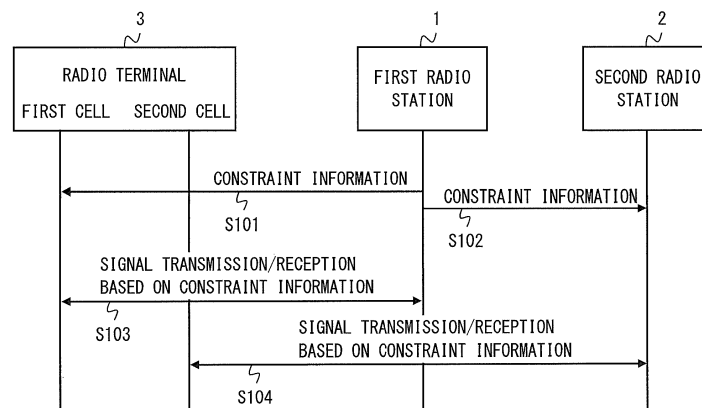 3
1
2
RADIO TERMINAL
FIRST CELL SECOND CELL
FIRST RADIO
STATION
SECOND RADIO
STATION
CONSTRAINT INFORMATION
S101
CONSTRAINT INFORMATION
S102
SIGNAL TRANSMISSION/RECEPTION
BASED ON CONSTRAINT INFORMATION
S103
SIGNAL TRANSMISSION/RECEPTION
BASED ON CONSTRAINT INFORMATION
S104